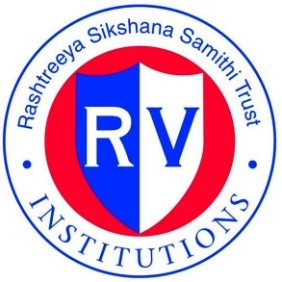 Rashtreeya Sikshana Samithi Trust
RV
• INSTITUTIONS •